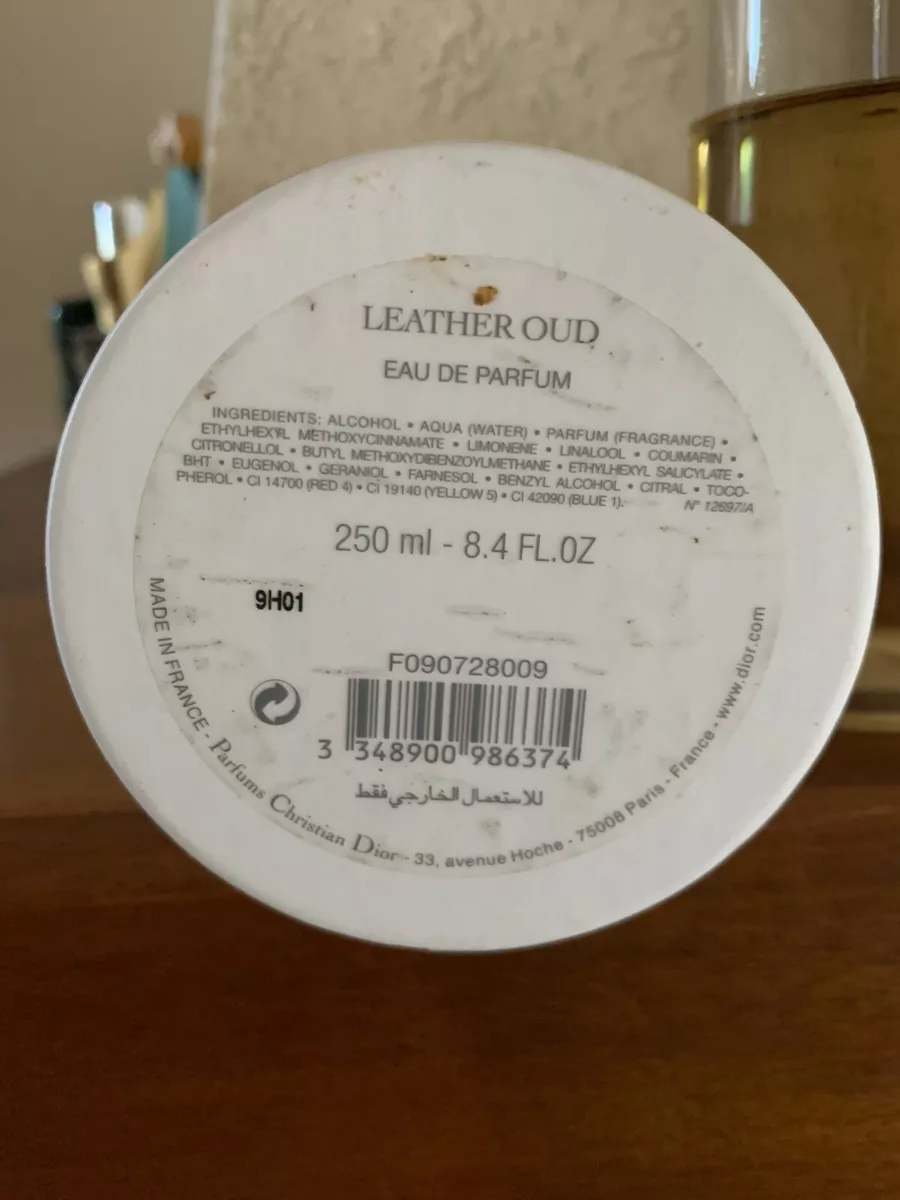 LEATHER OUD
EAU DE PARFUM
INGREDIENTS: ALCOHOL • AQUA (WATER) • PARFUM (FRAGRANCE) •
ETHYLHEXYL METHOXYCINNAMATE • LIMONENE • LINALOOL • COUMARIN •
CITRONELLOL • BUTYL METHOXYDIBENZOYLMETHANE • ETHYLHEXYL SALICYLATE •
BHT • EUGENOL • GERANIOL • FARNESOL • BENZYL ALCOHOL • CITRAL • TOCO-
PHEROL • CI 14700 (RED 4) • CI 19140 (YELLOW 5) • CI 42090 (BLUE 1). N° 12697/A
250 ml - 8.4 FL.OZ
9H01
F090728009
3 348900 986374
للاستعمال الخارجي فقط
MADE IN FRANCE - Parfums Christian Dior - 33, avenue Hoche - 75008 Paris - France - www.dior.com